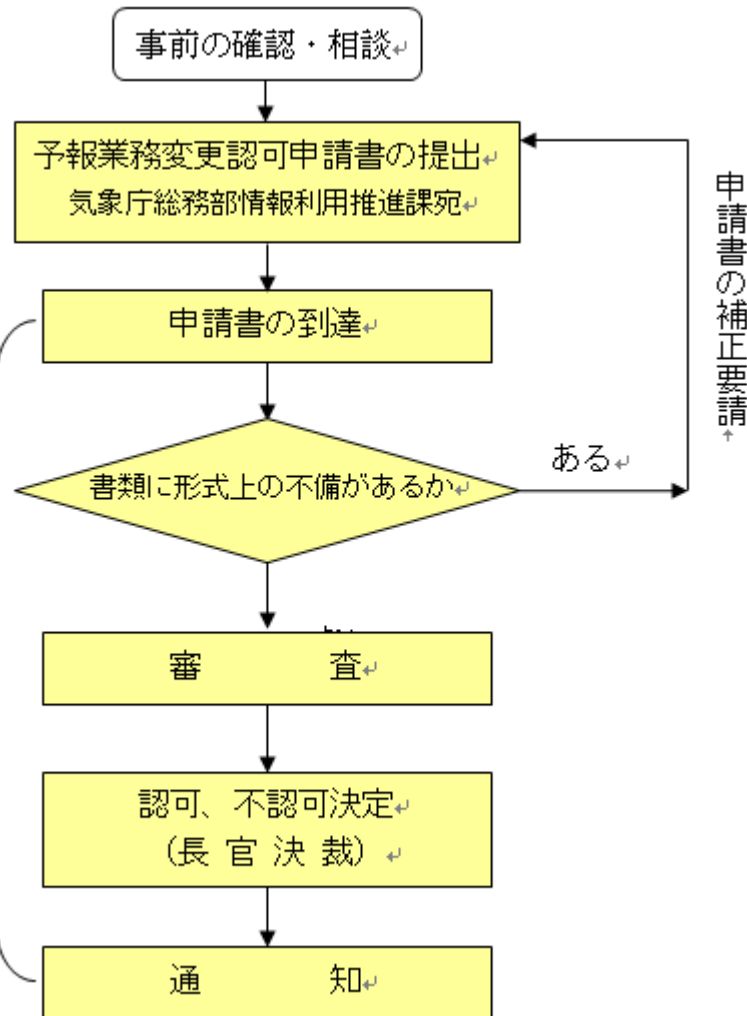 事前の確認・相談
予報業務変更認可申請書の提出
気象庁総務部情報利用推進課宛
申請書の到達
書類に形式上の不備があるか
ある
申請書の補正要請
審　査
認可、不認可決定
（長 官 決 裁）
通　知